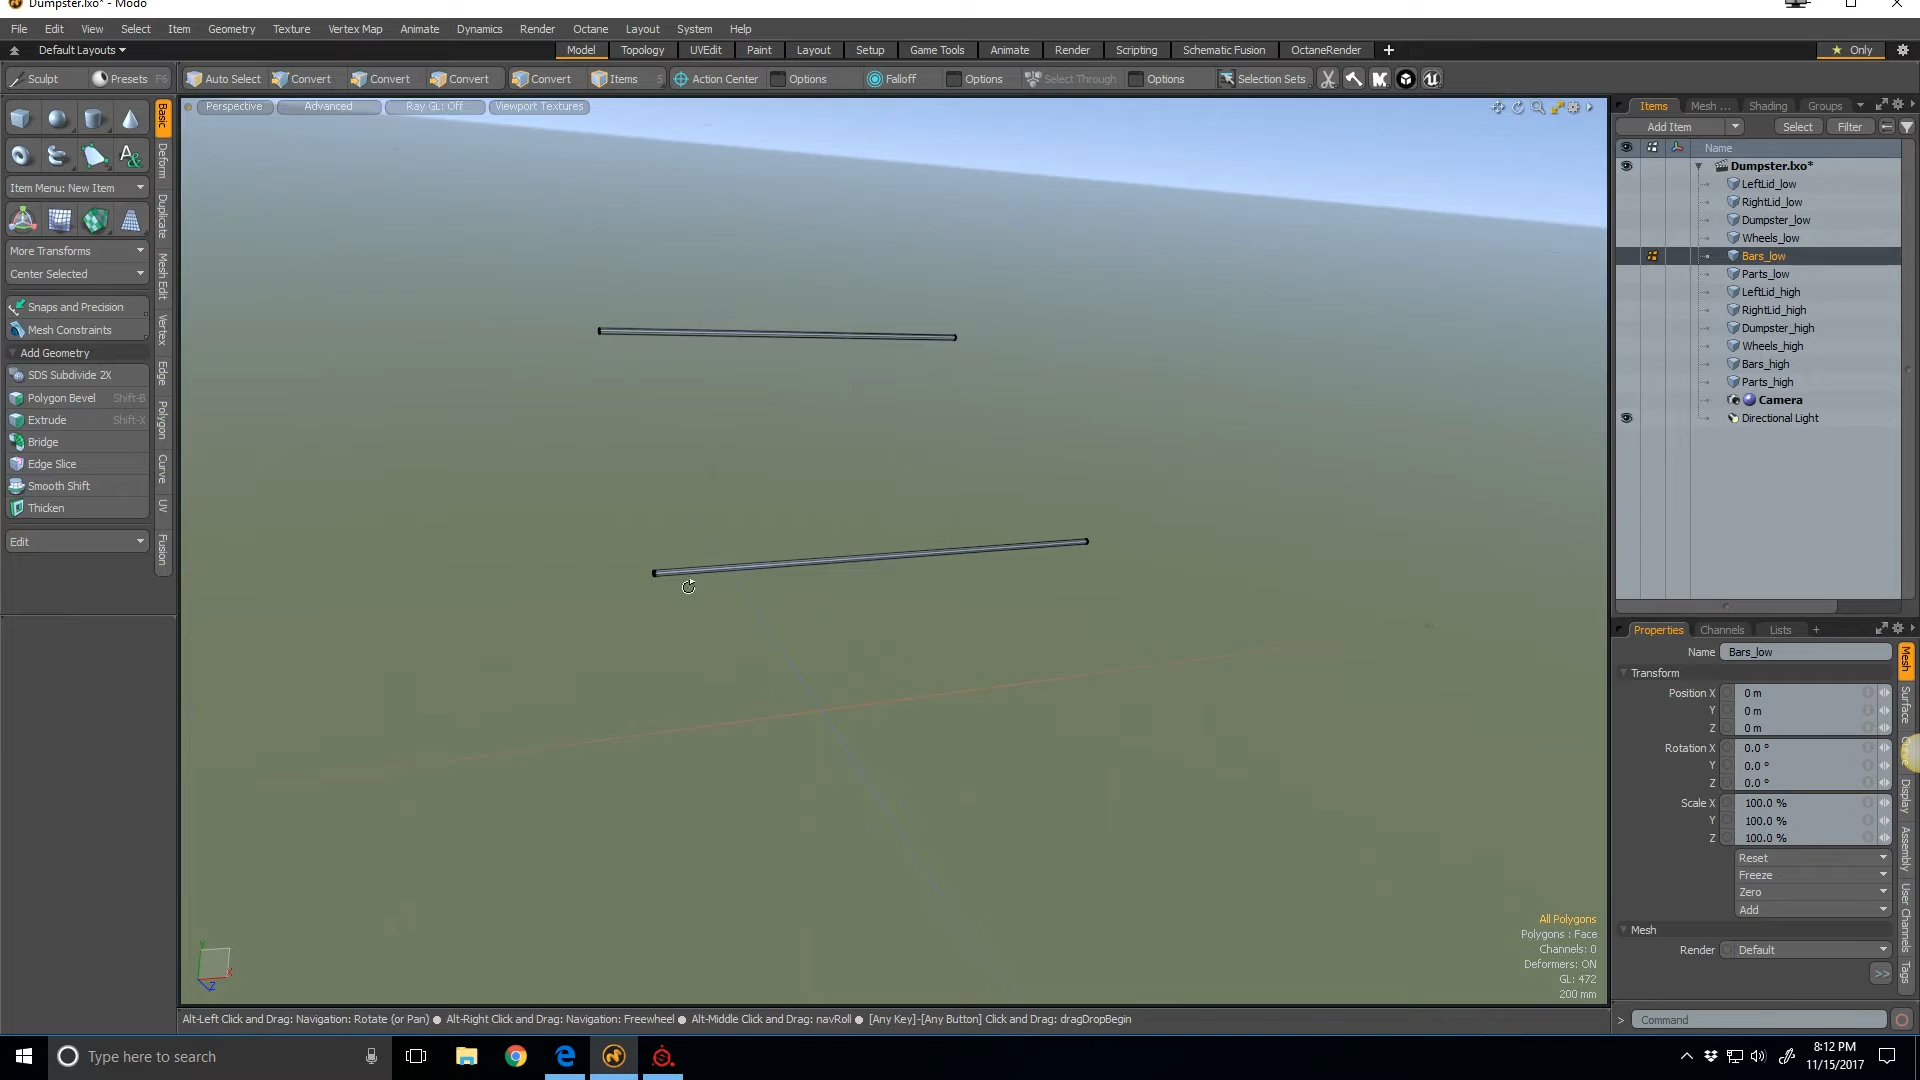 Dumpster.lxo* - Modo
File Edit View Select Item Geometry Texture Vertex Map Animate Dynamics Render Octane Layout System Help
Default Layouts Model Topology UVEdit Paint Layout Setup Game Tools Animate Render Scripting Schematic Fusion OctaneRender Only
Sculpt Presets F6 Auto Select Convert Convert Convert Convert Items 5 Action Center Options Falloff Options Select Through Options Selection Sets
Perspective Advanced Ray GL: Off Viewport Textures
Basic
Deform
Duplicate
Mesh Edit
Vertex
Edge
Polygon
Curve
UV
Fusion
Item Menu: New Item
More Transforms
Center Selected
Snaps and Precision
Mesh Constraints
Add Geometry
SDS Subdivide 2X
Polygon Bevel Shift-B
Extrude Shift-X
Bridge
Edge Slice
Smooth Shift
Thicken
Edit
Items Mesh ... Shading Groups
Add Item Select Filter
Name
Dumpster.lxo*
LeftLid_low
RightLid_low
Dumpster_low
Wheels_low
Bars_low
Parts_low
LeftLid_high
RightLid_high
Dumpster_high
Wheels_high
Bars_high
Parts_high
Camera
Directional Light
Properties Channels Lists +
Name Bars_low
Transform
Position X 0 m
Y 0 m
Z 0 m
Rotation X 0.0 °
Y 0.0 °
Z 0.0 °
Scale X 100.0 %
Y 100.0 %
Z 100.0 %
Reset
Freeze
Zero
Add
Mesh
Render Default
>>
Mesh
Surface
Curve
Display
Assembly
User Channels
Tags
All Polygons
Polygons : Face
Channels: 0
Deformers: ON
GL: 472
200 mm
Y
X
Z
Alt-Left Click and Drag: Navigation: Rotate (or Pan) ● Alt-Right Click and Drag: Navigation: Freewheel ● Alt-Middle Click and Drag: navRoll ● [Any Key]-[Any Button] Click and Drag: dragDropBegin
> Command
Type here to search
8:12 PM
11/15/2017